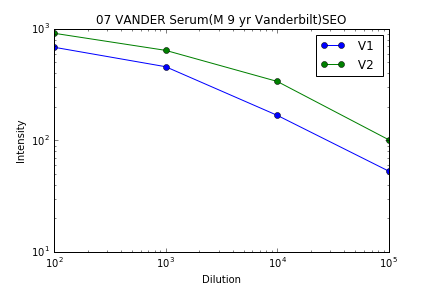 07 VANDER Serum(M 9 yr Vanderbilt)SEO
V1
V2
Intensity
10^3
10^2
10^1
10^2 10^3 10^4 10^5
Dilution